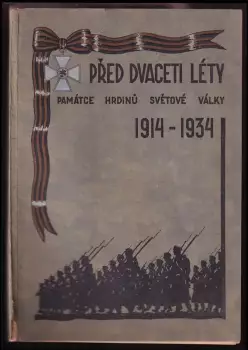 PŘED DVACETI LÉTY
PAMÁTCE HRDINŮ SVĚTOVÉ VÁLKY
1914 - 1934